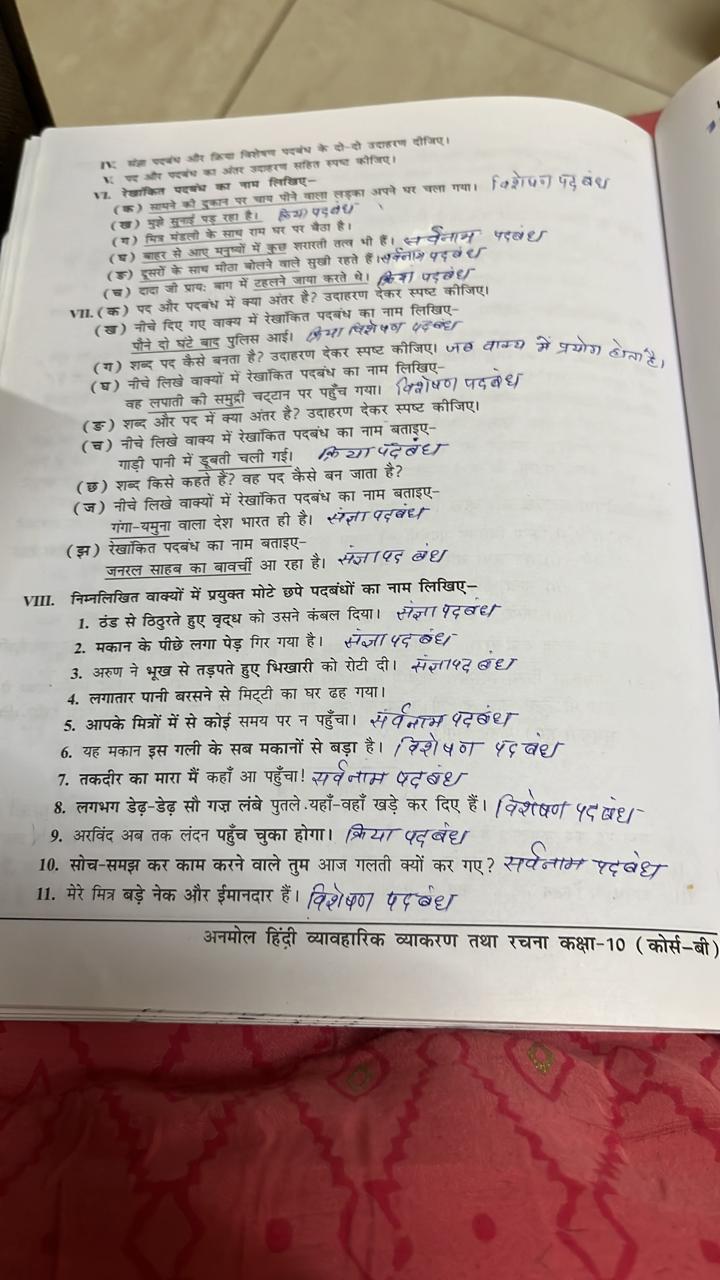 IV. संज्ञा पदबंध और क्रिया विशेषण पदबंध के दो-दो उदाहरण दीजिए।
V. पद और पदबंध का अंतर उदाहरण सहित स्पष्ट कीजिए।
VI. रेखांकित पदबंध का नाम लिखिए–
(क) सामने की दुकान पर चाय पीने वाला लड़का अपने घर चला गया। विशेषण पदबंध
(ख) मुझे सुनाई पड़ रहा है। क्रिया पदबंध
(ग) मित्र मंडली के साथ राम घर पर बैठा है।
(घ) बाहर से आए मनुष्यों में कुछ शरारती तत्व भी हैं। सर्वनाम पदबंध
(ङ) दूसरों के साथ मीठा बोलने वाले सुखी रहते हैं। सर्वनाम पदबंध
(च) दादा जी प्रायः बाग में टहलने जाया करते थे। क्रिया पदबंध
VII. (क) पद और पदबंध में क्या अंतर है? उदाहरण देकर स्पष्ट कीजिए।
(ख) नीचे दिए गए वाक्य में रेखांकित पदबंध का नाम लिखिए–
पौने दो घंटे बाद पुलिस आई। क्रिया विशेषण पदबंध
(ग) शब्द पद कैसे बनता है? उदाहरण देकर स्पष्ट कीजिए। जब वाक्य में प्रयोग होता है।
(घ) नीचे लिखे वाक्यों में रेखांकित पदबंध का नाम लिखिए–
वह लपाती की समुद्री चट्टान पर पहुँच गया। विशेषण पदबंध
(ङ) शब्द और पद में क्या अंतर है? उदाहरण देकर स्पष्ट कीजिए।
(च) नीचे लिखे वाक्य में रेखांकित पदबंध का नाम बताइए–
गाड़ी पानी में डूबती चली गई। क्रिया पदबंध
(छ) शब्द किसे कहते हैं? वह पद कैसे बन जाता है?
(ज) नीचे लिखे वाक्यों में रेखांकित पदबंध का नाम बताइए–
गंगा-यमुना वाला देश भारत ही है। संज्ञा पदबंध
(झ) रेखांकित पदबंध का नाम बताइए–
जनरल साहब का बावर्ची आ रहा है। संज्ञा पद बंध
VIII. निम्नलिखित वाक्यों में प्रयुक्त मोटे छपे पदबंधों का नाम लिखिए–
1. ठंड से ठिठुरते हुए वृद्ध को उसने कंबल दिया। संज्ञा पदबंध
2. मकान के पीछे लगा पेड़ गिर गया है। संज्ञा पदबंध
3. अरुण ने भूख से तड़पते हुए भिखारी को रोटी दी। संज्ञा पदबंध
4. लगातार पानी बरसने से मिट्टी का घर ढह गया।
5. आपके मित्रों में से कोई समय पर न पहुँचा। सर्वनाम पदबंध
6. यह मकान इस गली के सब मकानों से बड़ा है। विशेषण पदबंध
7. तकदीर का मारा मैं कहाँ आ पहुँचा! सर्वनाम पदबंध
8. लगभग डेढ़-डेढ़ सौ गज़ लंबे पुतले यहाँ-वहाँ खड़े कर दिए हैं। विशेषण पदबंध
9. अरविंद अब तक लंदन पहुँच चुका होगा। क्रिया पदबंध
10. सोच-समझ कर काम करने वाले तुम आज गलती क्यों कर गए? सर्वनाम पदबंध
11. मेरे मित्र बड़े नेक और ईमानदार हैं। विशेषण पदबंध
अनमोल हिंदी व्यावहारिक व्याकरण तथा रचना कक्षा-10 (कोर्स-बी)